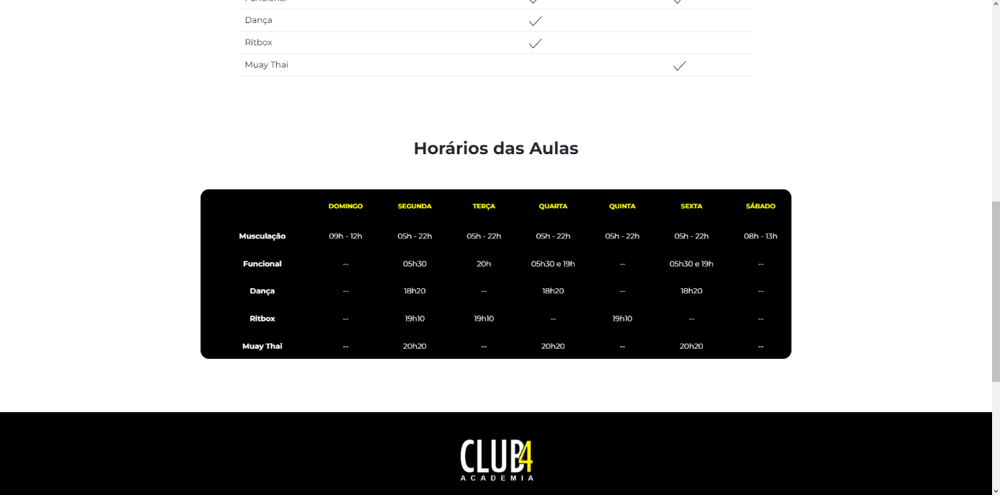 Funcional
Dança
Ritbox
Muay Thai
Horários das Aulas
DOMINGO SEGUNDA TERÇA QUARTA QUINTA SEXTA SÁBADO
Musculação 09h - 12h 05h - 22h 05h - 22h 05h - 22h 05h - 22h 05h - 22h 08h - 13h
Funcional -- 05h30 20h 05h30 e 19h -- 05h30 e 19h --
Dança -- 18h20 -- 18h20 -- 18h20 --
Ritbox -- 19h10 19h10 -- 19h10 -- --
Muay Thai -- 20h20 -- 20h20 -- 20h20 --
CLUB4
ACADEMIA